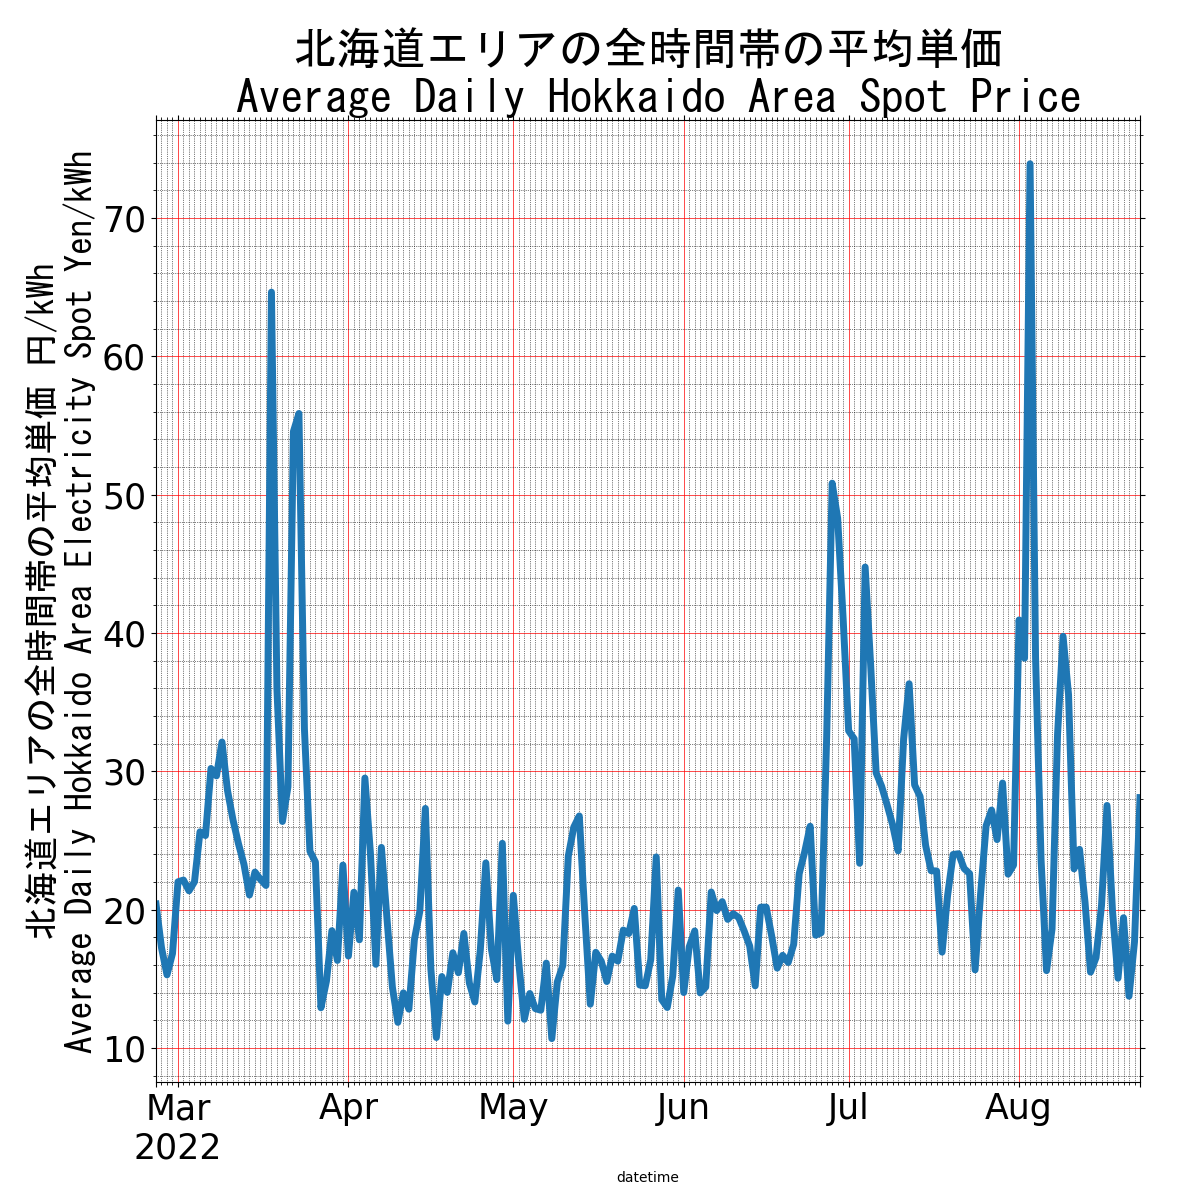 北海道エリアの全時間帯の平均単価
Average Daily Hokkaido Area Spot Price
北海道エリアの全時間帯の平均単価 円/kWh
Average Daily Hokkaido Area Electricity Spot Yen/kWh
70
60
50
40
30
20
10
Mar
2022
Apr
May
Jun
Jul
Aug
datetime